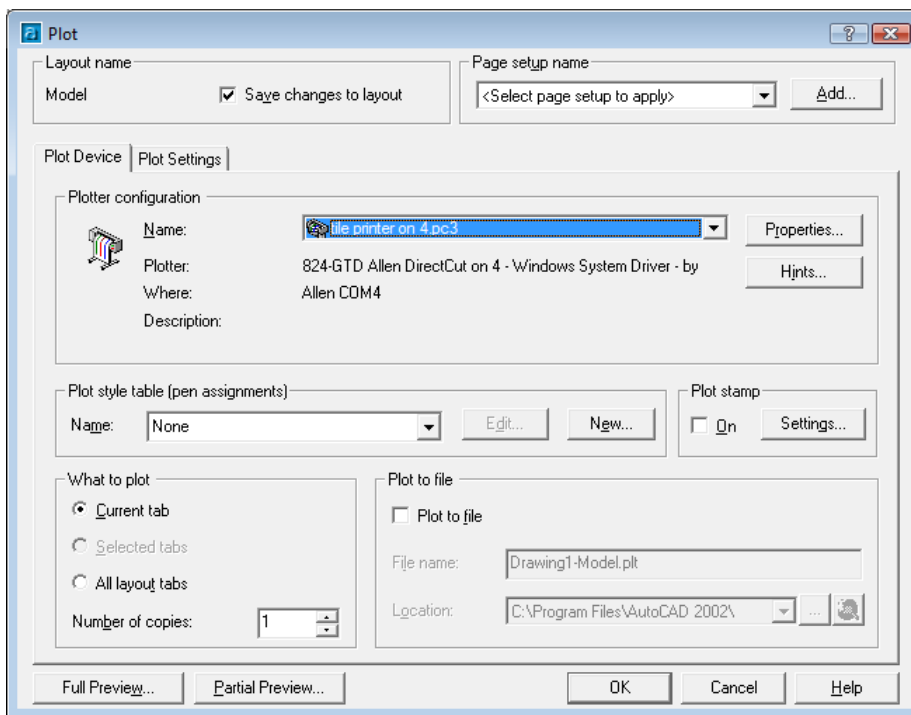 Plot
Layout name
Model
Save changes to layout
Page setup name
<Select page setup to apply>
Add...
Plot Device
Plot Settings
Plotter configuration
Name:
file printer on 4.pc3
Properties...
Plotter:
824-GTD Allen DirectCut on 4 - Windows System Driver - by
Hints...
Where:
Allen COM4
Description:
Plot style table (pen assignments)
Name:
None
Edit...
New...
Plot stamp
On
Settings...
What to plot
Current tab
Selected tabs
All layout tabs
Number of copies:
1
Plot to file
Plot to file
File name:
Drawing1-Model.plt
Location:
C:\Program Files\AutoCAD 2002\
...
Full Preview...
Partial Preview...
OK
Cancel
Help